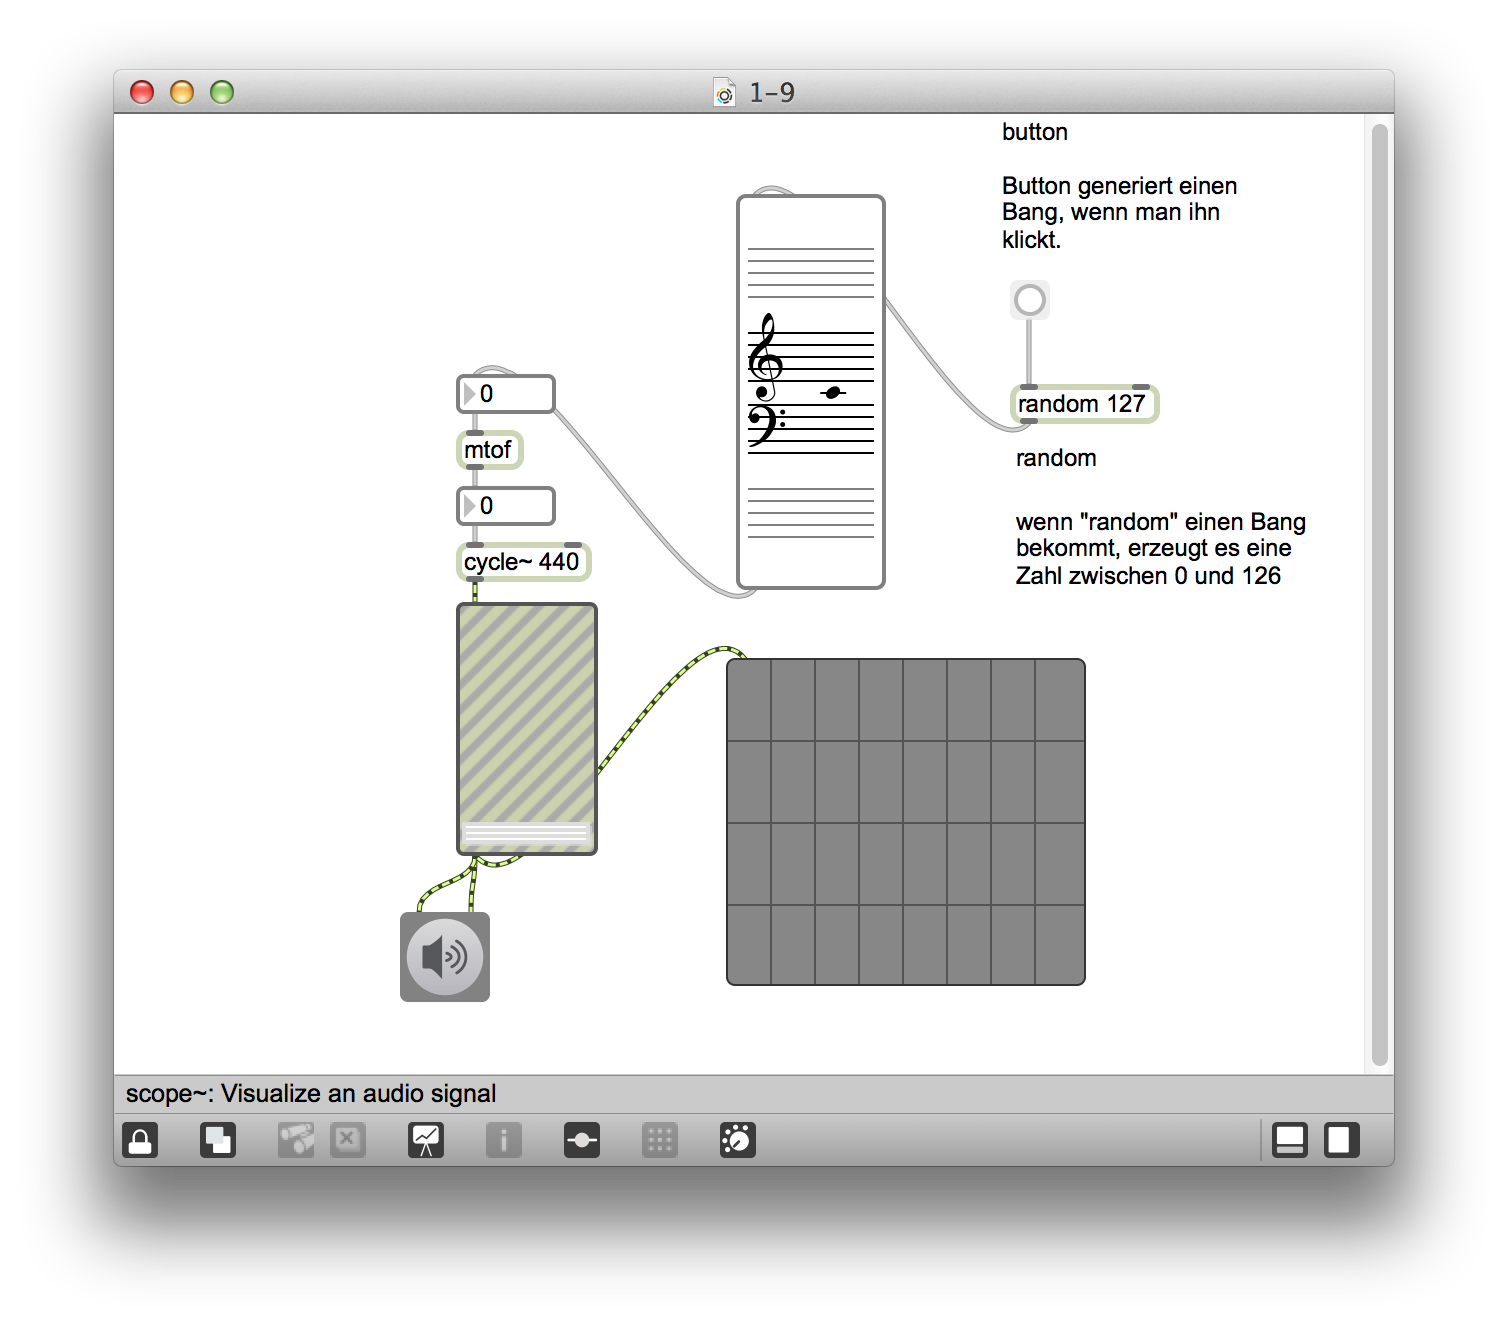 1-9
button
Button generiert einen
Bang, wenn man ihn
klickt.
0
random 127
mtof
random
0
wenn "random" einen Bang
bekommt, erzeugt es eine
Zahl zwischen 0 und 126
cycle~ 440
scope~: Visualize an audio signal